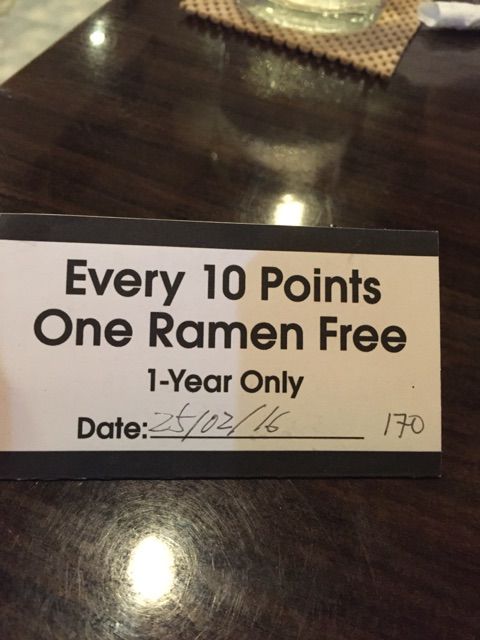 Every 10 Points
One Ramen Free
1-Year Only
Date: 25/02/16 170